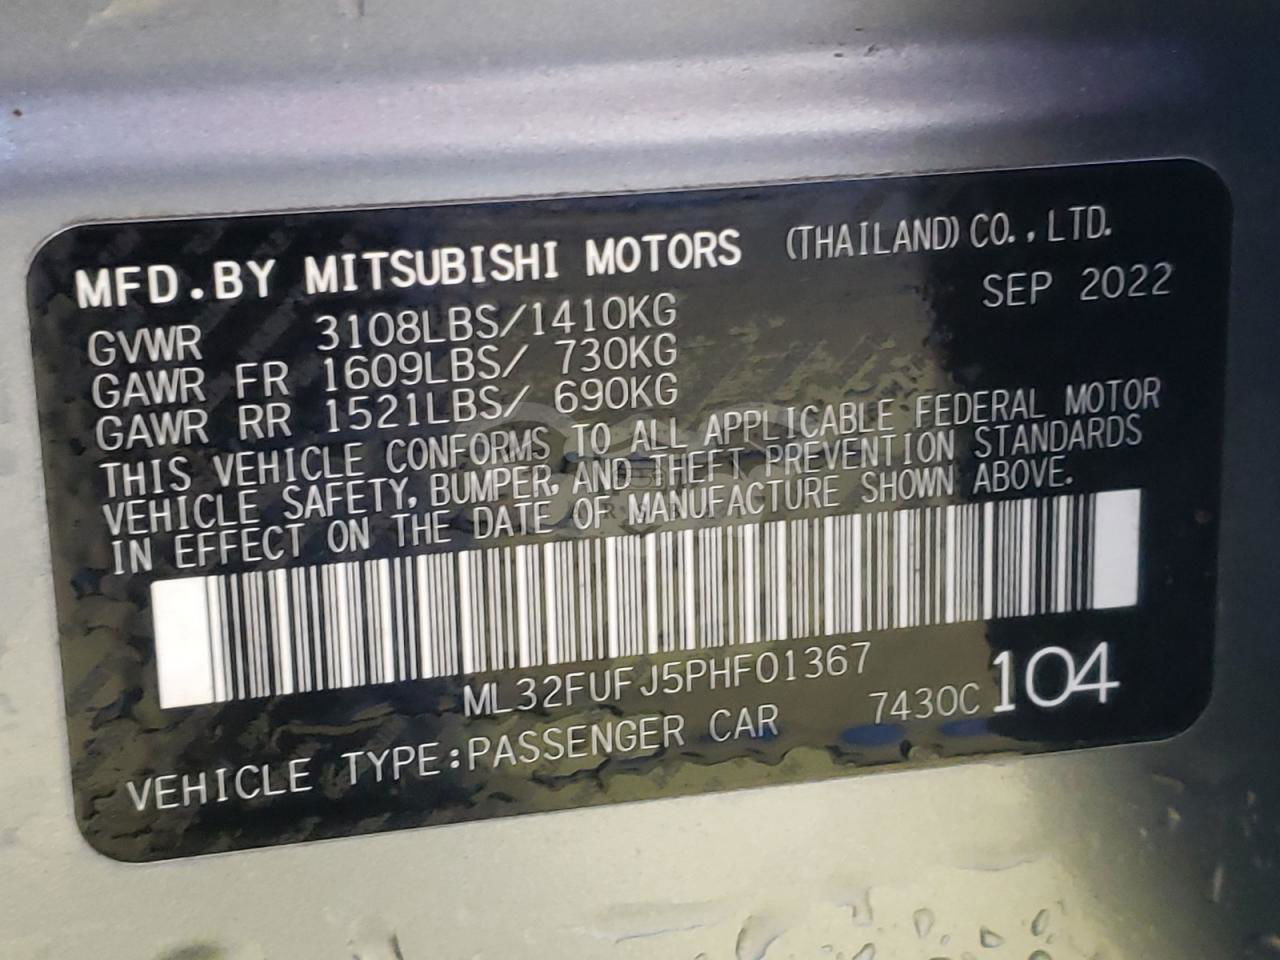 MFD.BY MITSUBISHI MOTORS (THAILAND) CO.,LTD.
SEP 2022
GVWR 3108LBS/1410KG
GAWR FR 1609LBS/ 730KG
GAWR RR 1521LBS/ 690KG
THIS VEHICLE CONFORMS TO ALL APPLICABLE FEDERAL MOTOR
VEHICLE SAFETY, BUMPER, AND THEFT PREVENTION STANDARDS
IN EFFECT ON THE DATE OF MANUFACTURE SHOWN ABOVE.
ML32FUFJ5PHF01367
VEHICLE TYPE:PASSENGER CAR 7430C 104